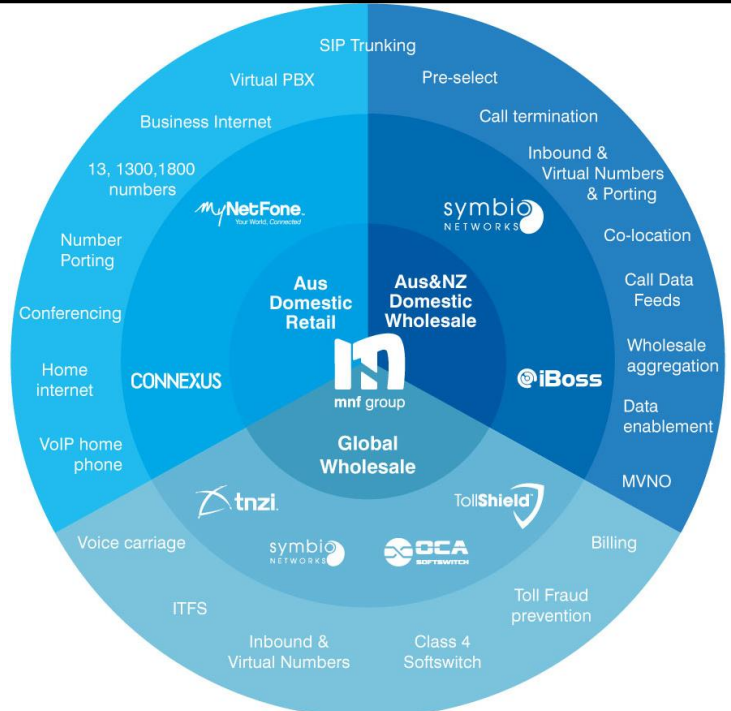 SIP Trunking
Virtual PBX
Business Internet
13, 1300,1800
numbers
Number
Porting
Conferencing
Home
internet
VoIP home
phone
MyNetFone
Your World, Connected
CONNEXUS
Aus
Domestic
Retail
Pre-select
Call termination
Inbound &
Virtual Numbers
& Porting
Co-location
Call Data
Feeds
Wholesale
aggregation
Data
enablement
MVNO
symbio
NETWORKS
iBoss
Aus&NZ
Domestic
Wholesale
mnf group
Global
Wholesale
tnzi
TollShield
symbio
NETWORKS
OCA
SOFTSWITCH
Voice carriage
ITFS
Inbound &
Virtual Numbers
Class 4
Softswitch
Toll Fraud
prevention
Billing